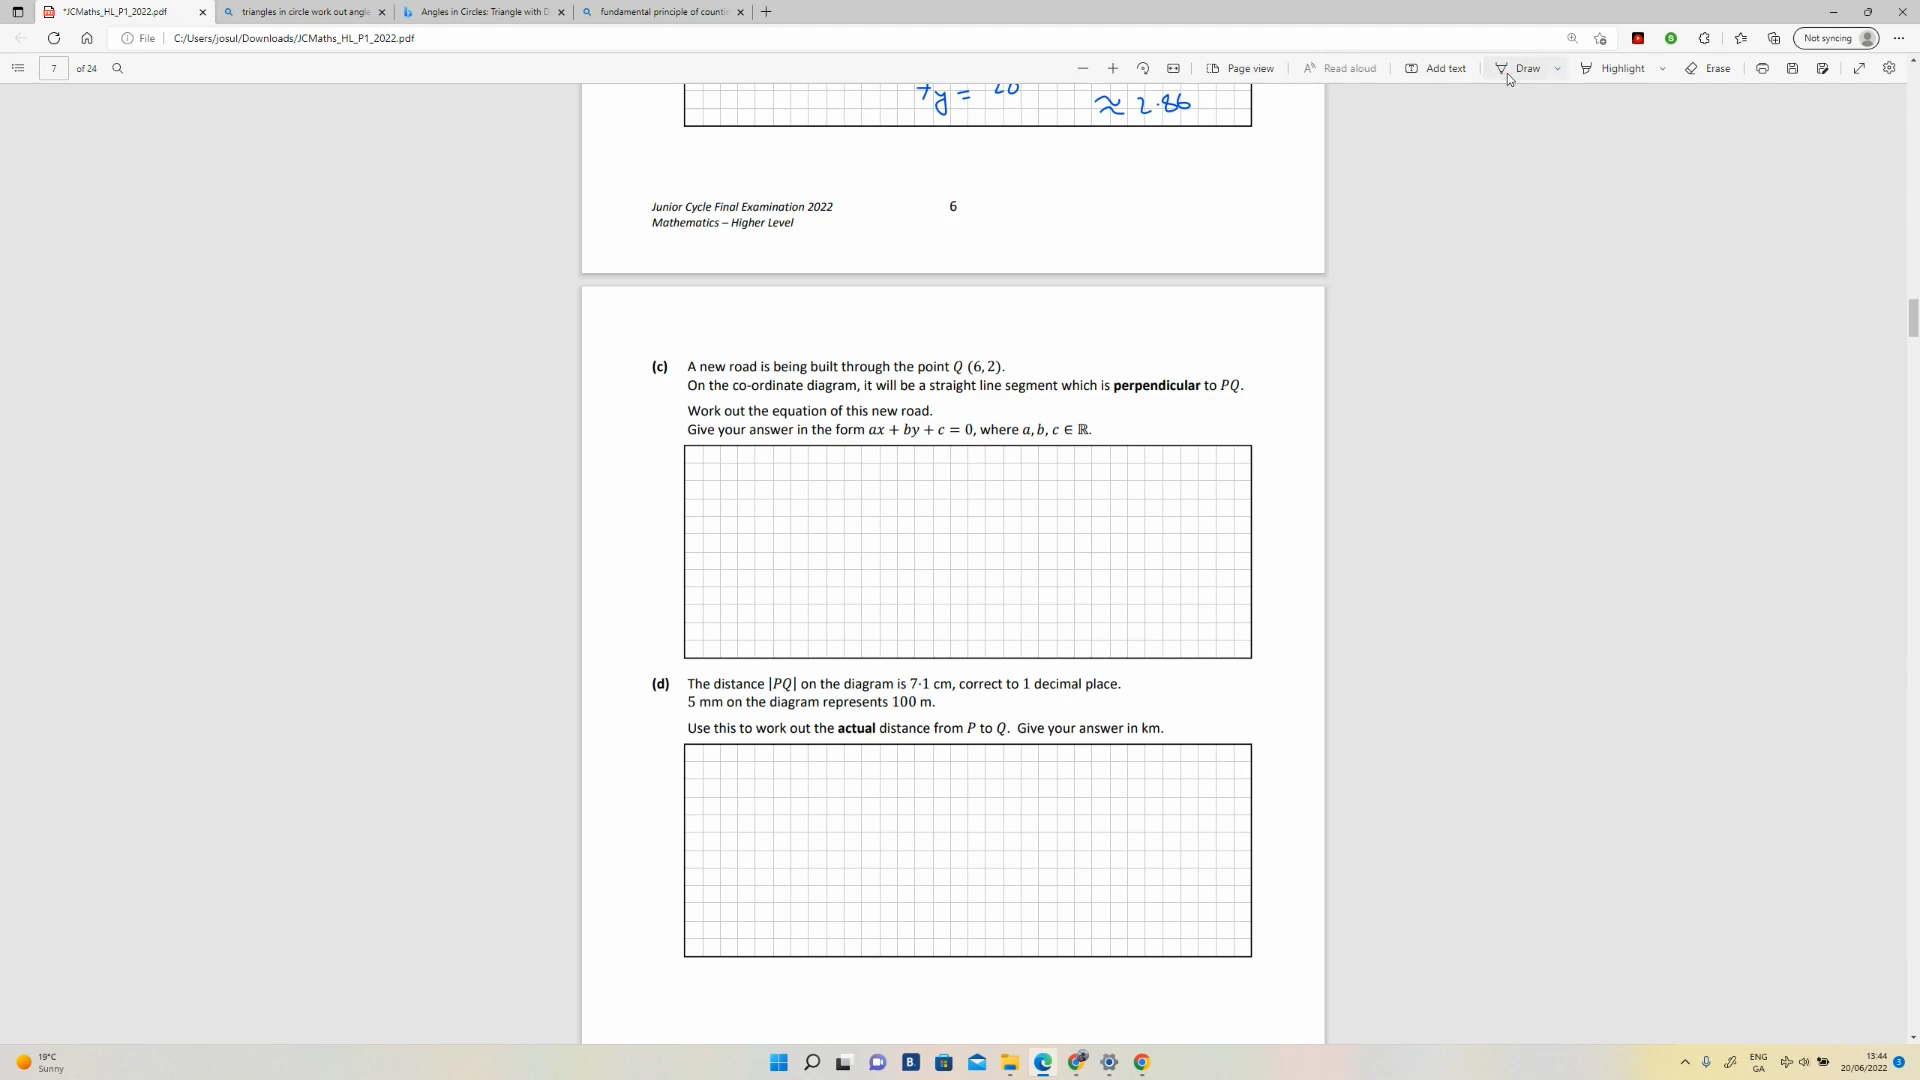 *JCMaths_HL_P1_2022.pdf
triangles in circle work out angle
Angles in Circles: Triangle with D
fundamental principle of counti
File
C:/Users/josul/Downloads/JCMaths_HL_P1_2022.pdf
Not syncing
7 of 24
Page view
Read aloud
Add text
Draw
Highlight
Erase
≈ 2.86
Junior Cycle Final Examination 2022
6
Mathematics – Higher Level
(c) A new road is being built through the point Q (6, 2).
On the co-ordinate diagram, it will be a straight line segment which is perpendicular to PQ.
Work out the equation of this new road.
Give your answer in the form ax + by + c = 0, where a, b, c ∈ ℝ.
(d) The distance |PQ| on the diagram is 7·1 cm, correct to 1 decimal place.
5 mm on the diagram represents 100 m.
Use this to work out the actual distance from P to Q. Give your answer in km.
19°C
Sunny
ENG
GA
13:44
20/06/2022
3